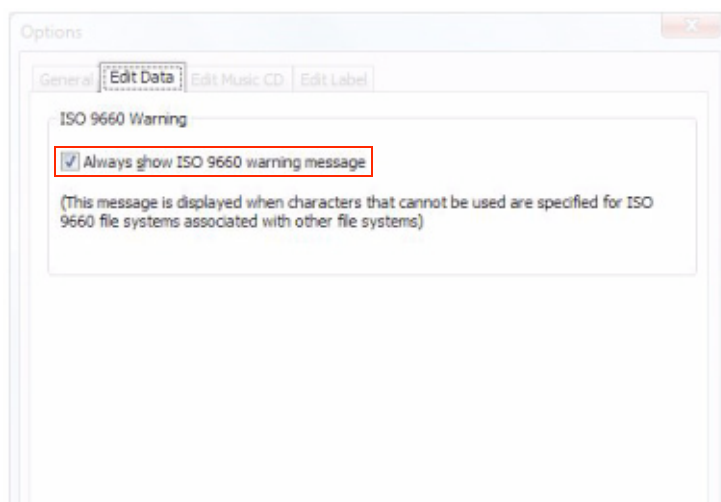 Options
General Edit Data Edit Music CD Edit Label
ISO 9660 Warning
Always show ISO 9660 warning message
(This message is displayed when characters that cannot be used are specified for ISO
9660 file systems associated with other file systems)